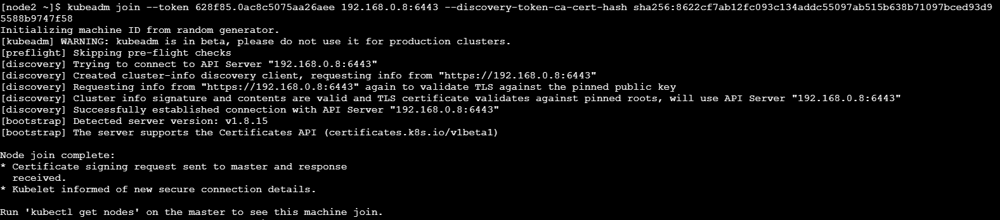 [node2 ~]$ kubeadm join --token 628f85.0ac8c5075aa26aee 192.168.0.8:6443 --discovery-token-ca-cert-hash sha256:8622cf7ab12fc093c134addc55097ab515b638b71097bced93d9
5588b9747f58
Initializing machine ID from random generator.
[kubeadm] WARNING: kubeadm is in beta, please do not use it for production clusters.
[preflight] Skipping pre-flight checks
[discovery] Trying to connect to API Server "192.168.0.8:6443"
[discovery] Created cluster-info discovery client, requesting info from "https://192.168.0.8:6443"
[discovery] Requesting info from "https://192.168.0.8:6443" again to validate TLS against the pinned public key
[discovery] Cluster info signature and contents are valid and TLS certificate validates against pinned roots, will use API Server "192.168.0.8:6443"
[discovery] Successfully established connection with API Server "192.168.0.8:6443"
[bootstrap] Detected server version: v1.8.15
[bootstrap] The server supports the Certificates API (certificates.k8s.io/v1beta1)
Node join complete:
* Certificate signing request sent to master and response
received.
* Kubelet informed of new secure connection details.
Run 'kubectl get nodes' on the master to see this machine join.